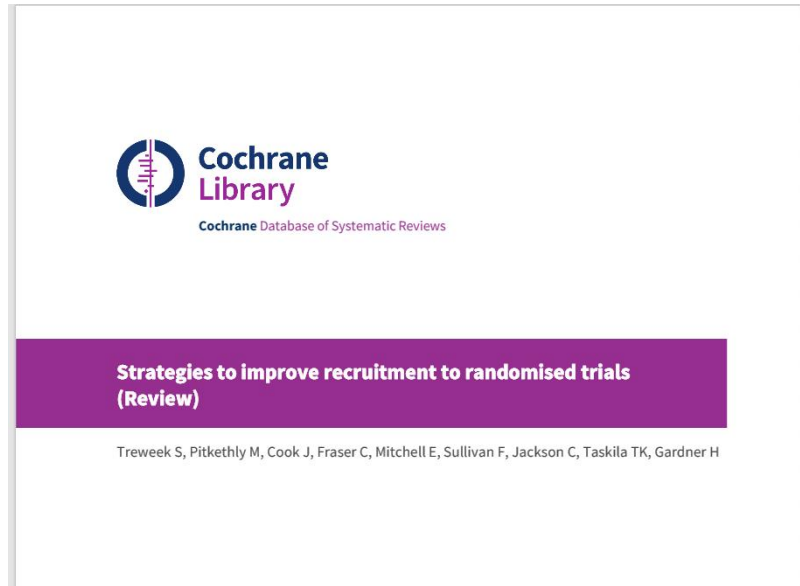 Cochrane
Library
Cochrane Database of Systematic Reviews
Strategies to improve recruitment to randomised trials
(Review)
Treweek S, Pitkethly M, Cook J, Fraser C, Mitchell E, Sullivan F, Jackson C, Taskila TK, Gardner H